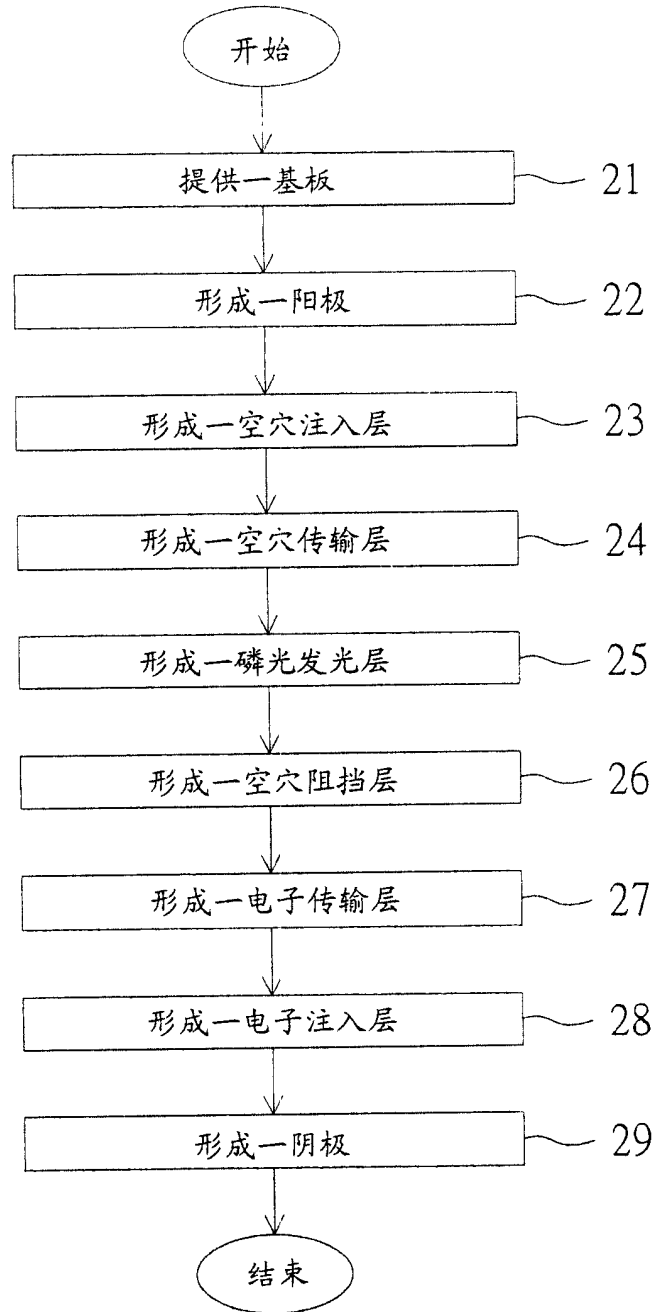 开始
提供一基板 21
形成一阳极 22
形成一空穴注入层 23
形成一空穴传输层 24
形成一磷光发光层 25
形成一空穴阻挡层 26
形成一电子传输层 27
形成一电子注入层 28
形成一阴极 29
结束